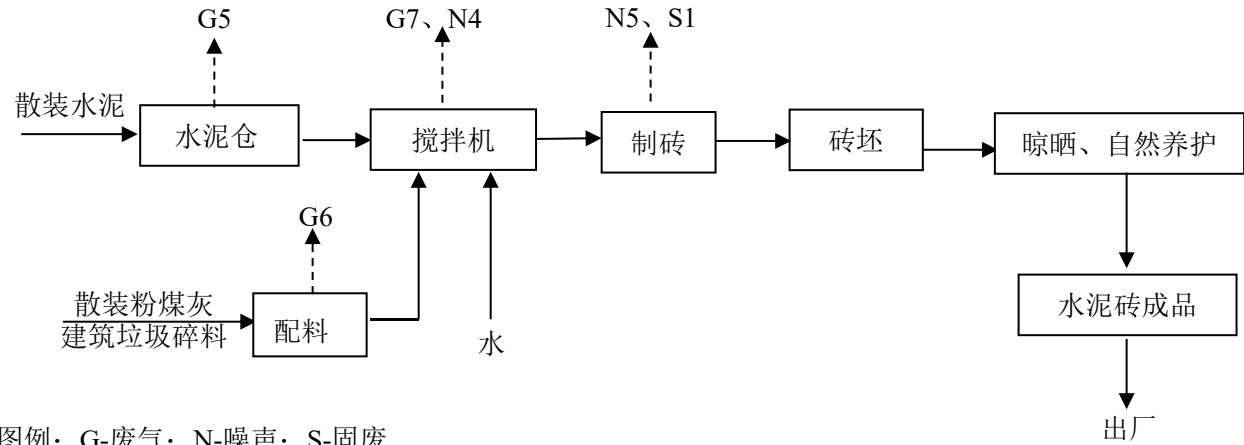 G5
G7、N4
N5、S1
散装水泥
水泥仓
搅拌机
制砖
砖坯
晾晒、自然养护
G6
散装粉煤灰
建筑垃圾碎料
配料
水
水泥砖成品
出厂
图例：G-废气；N-噪声；S-固废